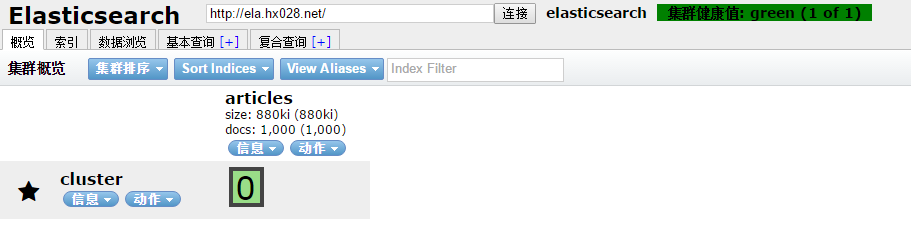 Elasticsearch http://ela.hx028.net/ 连接 elasticsearch 集群健康值: green (1 of 1)
概览 索引 数据浏览 基本查询 [+] 复合查询 [+]
集群概览 集群排序 Sort Indices View Aliases Index Filter
articles
size: 880ki (880ki)
docs: 1,000 (1,000)
信息 动作
cluster
信息 动作
0